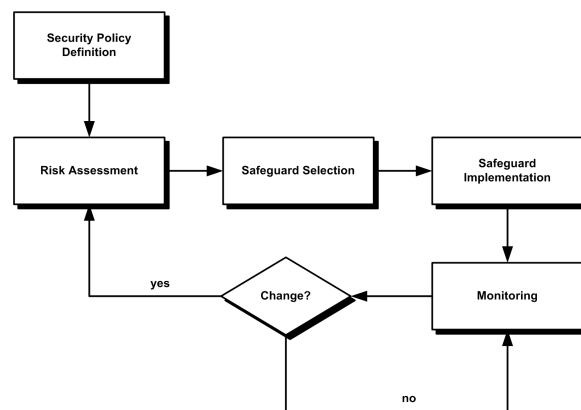 Security Policy
Definition
Risk Assessment
Safeguard Selection
Safeguard
Implementation
yes
Change?
Monitoring
no